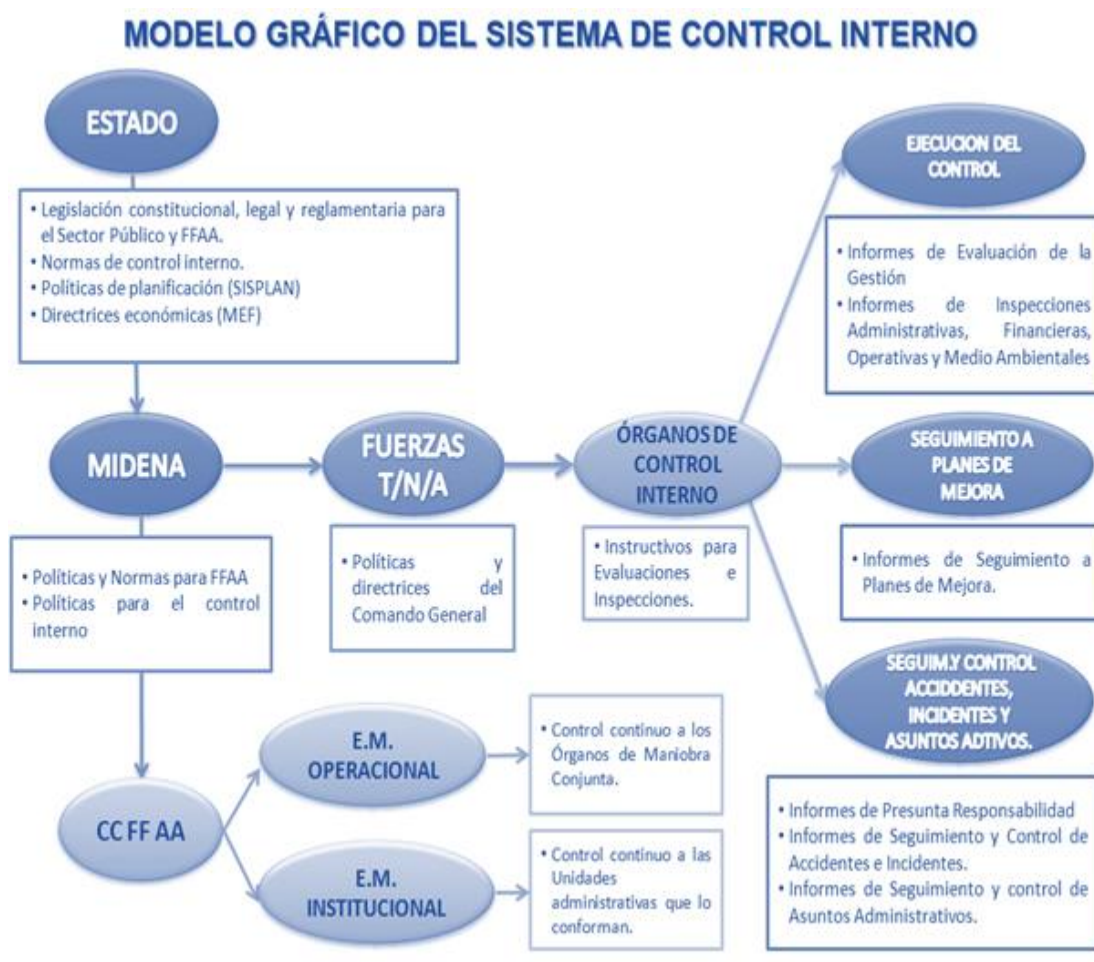 MODELO GRÁFICO DEL SISTEMA DE CONTROL INTERNO
ESTADO
• Legislación constitucional, legal y reglamentaria para
el Sector Público y FFAA.
• Normas de control interno.
• Políticas de planificación (SISPLAN)
• Directrices económicas (MEF)
MIDENA
• Políticas y Normas para FFAA
• Políticas para el control
interno
FUERZAS
T/N/A
• Políticas y
directrices del
Comando General
ÓRGANOS DE
CONTROL
INTERNO
• Instructivos para
Evaluaciones e
Inspecciones.
EJECUCION DEL
CONTROL
• Informes de Evaluación de la
Gestión
• Informes de Inspecciones
Administrativas, Financieras,
Operativas y Medio Ambientales
SEGUIMIENTO A
PLANES DE
MEJORA
• Informes de Seguimiento a
Planes de Mejora.
SEGUIM.Y CONTROL
ACCIDDENTES,
INCIDENTES Y
ASUNTOS ADTIVOS.
• Informes de Presunta Responsabilidad
• Informes de Seguimiento y Control de
Accidentes e Incidentes.
• Informes de Seguimiento y control de
Asuntos Administrativos.
CC FF AA
E.M.
OPERACIONAL
• Control continuo a los
Órganos de Maniobra
Conjunta.
E.M.
INSTITUCIONAL
• Control continuo a las
Unidades
administrativas que lo
conforman.